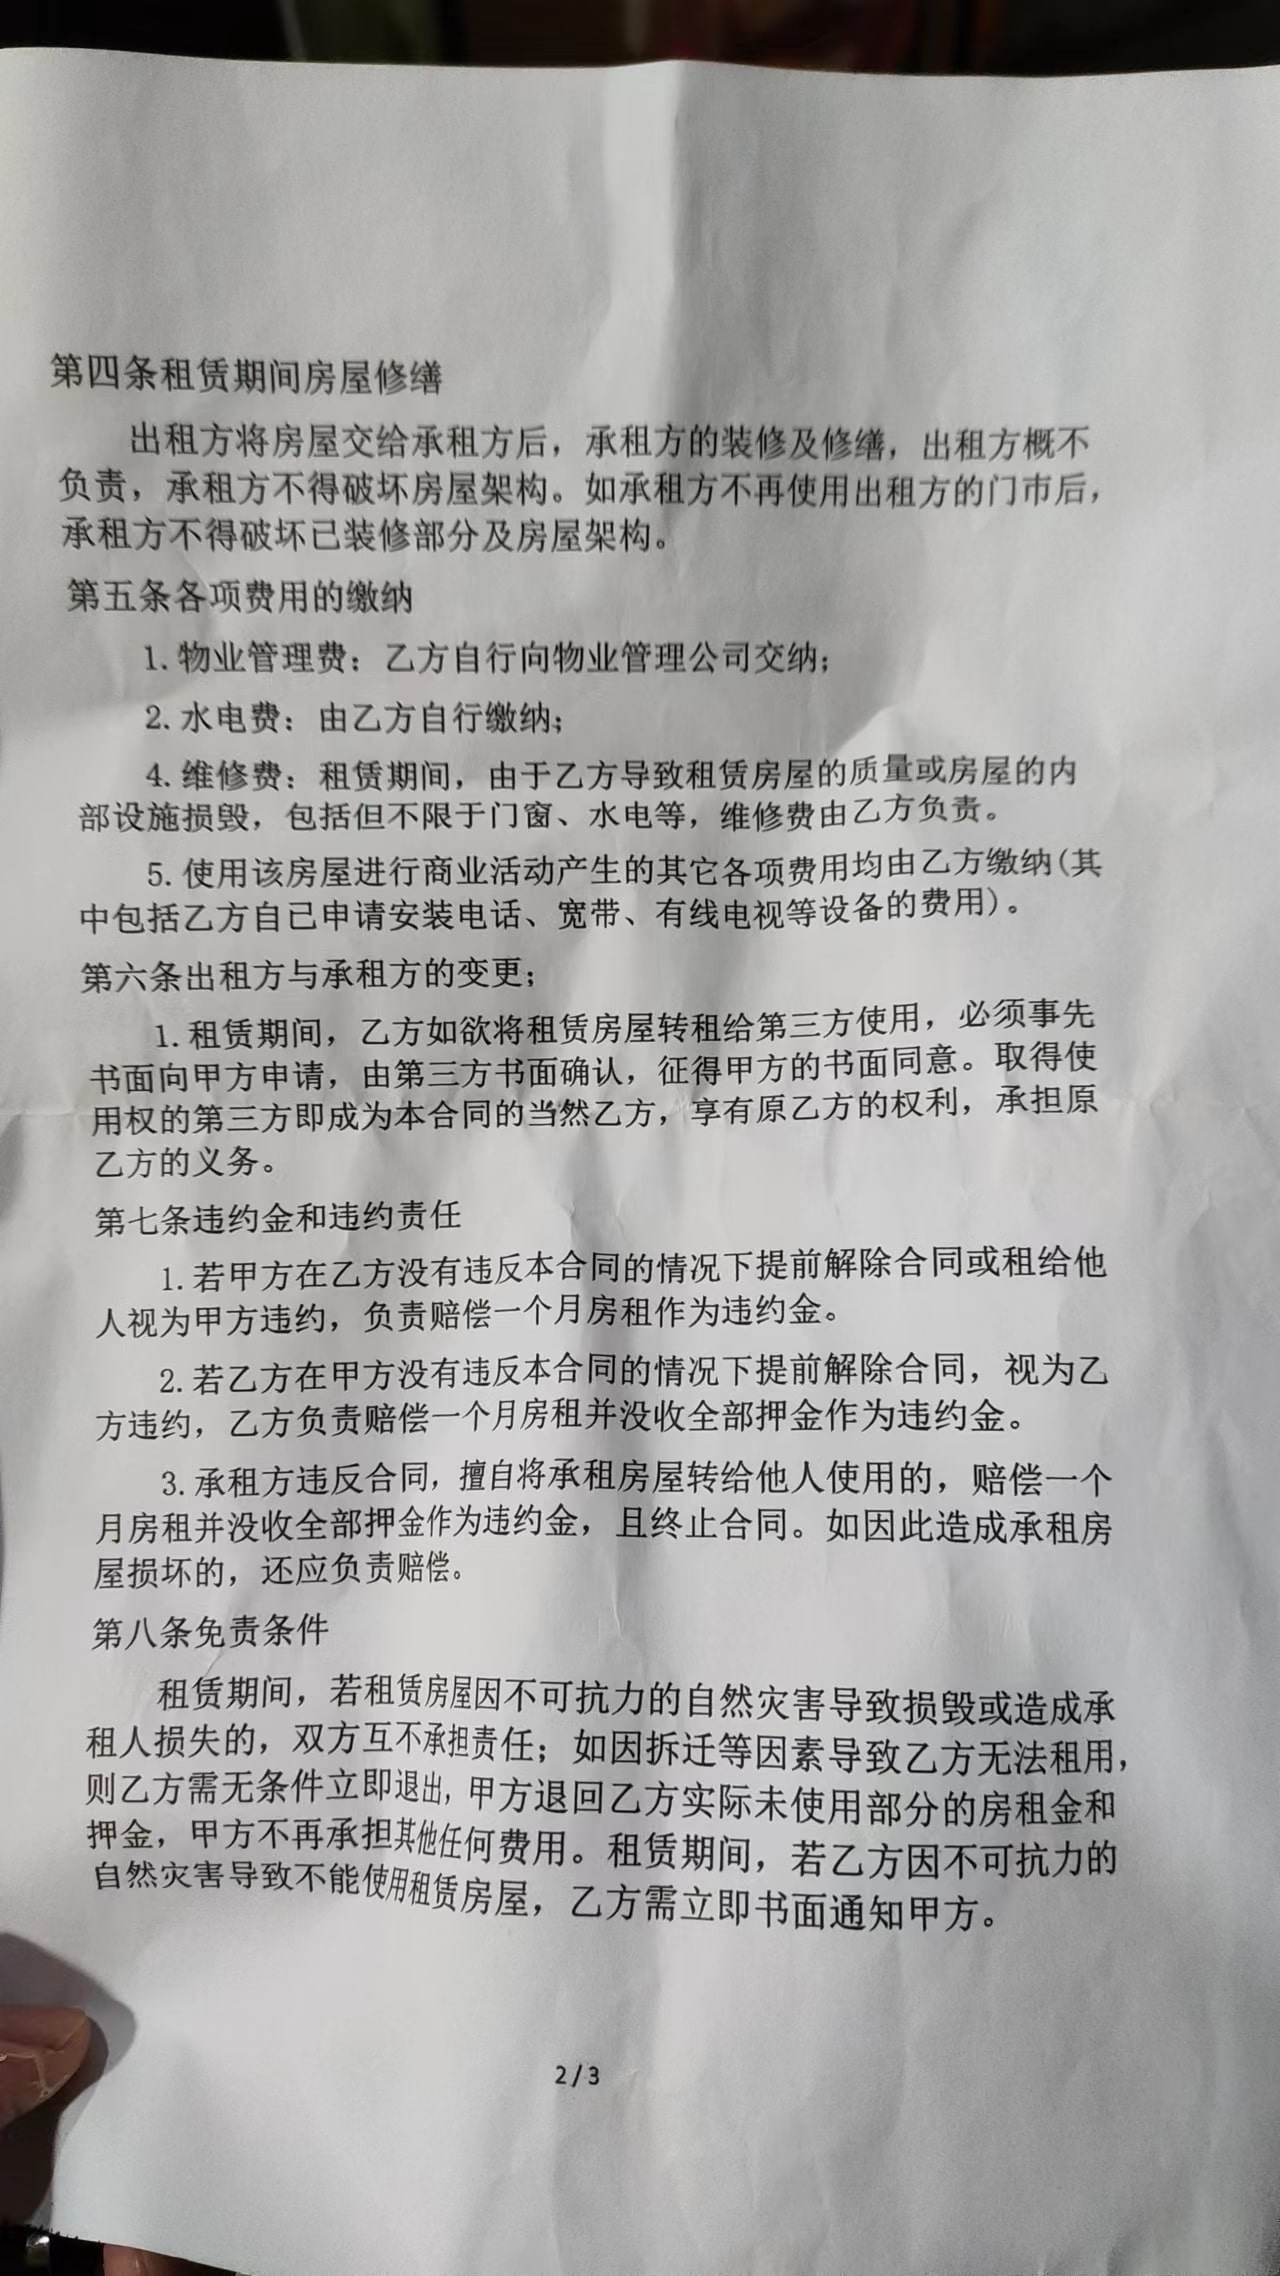 第四条租赁期间房屋修缮
出租方将房屋交给承租方后，承租方的装修及修缮，出租方概不
负责，承租方不得破坏房屋架构。如承租方不再使用出租方的门市后，
承租方不得破坏已装修部分及房屋架构。
第五条各项费用的缴纳
1.物业管理费：乙方自行向物业管理公司交纳；
2.水电费：由乙方自行缴纳；
4.维修费：租赁期间，由于乙方导致租赁房屋的质量或房屋的内
部设施损毁，包括但不限于门窗、水电等，维修费由乙方负责。
5.使用该房屋进行商业活动产生的其它各项费用均由乙方缴纳(其
中包括乙方自己申请安装电话、宽带、有线电视等设备的费用)。
第六条出租方与承租方的变更；
1.租赁期间，乙方如欲将租赁房屋转租给第三方使用，必须事先
书面向甲方申请，由第三方书面确认，征得甲方的书面同意。取得使
用权的第三方即成为本合同的当然乙方，享有原乙方的权利，承担原
乙方的义务。
第七条违约金和违约责任
1.若甲方在乙方没有违反本合同的情况下提前解除合同或租给他
人视为甲方违约，负责赔偿一个月房租作为违约金。
2.若乙方在甲方没有违反本合同的情况下提前解除合同，视为乙
方违约，乙方负责赔偿一个月房租并没收全部押金作为违约金。
3.承租方违反合同，擅自将承租房屋转给他人使用的，赔偿一个
月房租并没收全部押金作为违约金，且终止合同。如因此造成承租房
屋损坏的，还应负责赔偿。
第八条免责条件
租赁期间，若租赁房屋因不可抗力的自然灾害导致损毁或造成承
租人损失的，双方互不承担责任；如因拆迁等因素导致乙方无法租用，
则乙方需无条件立即退出，甲方退回乙方实际未使用部分的房租金和
押金，甲方不再承担其他任何费用。租赁期间，若乙方因不可抗力的
自然灾害导致不能使用租赁房屋，乙方需立即书面通知甲方。
2/3